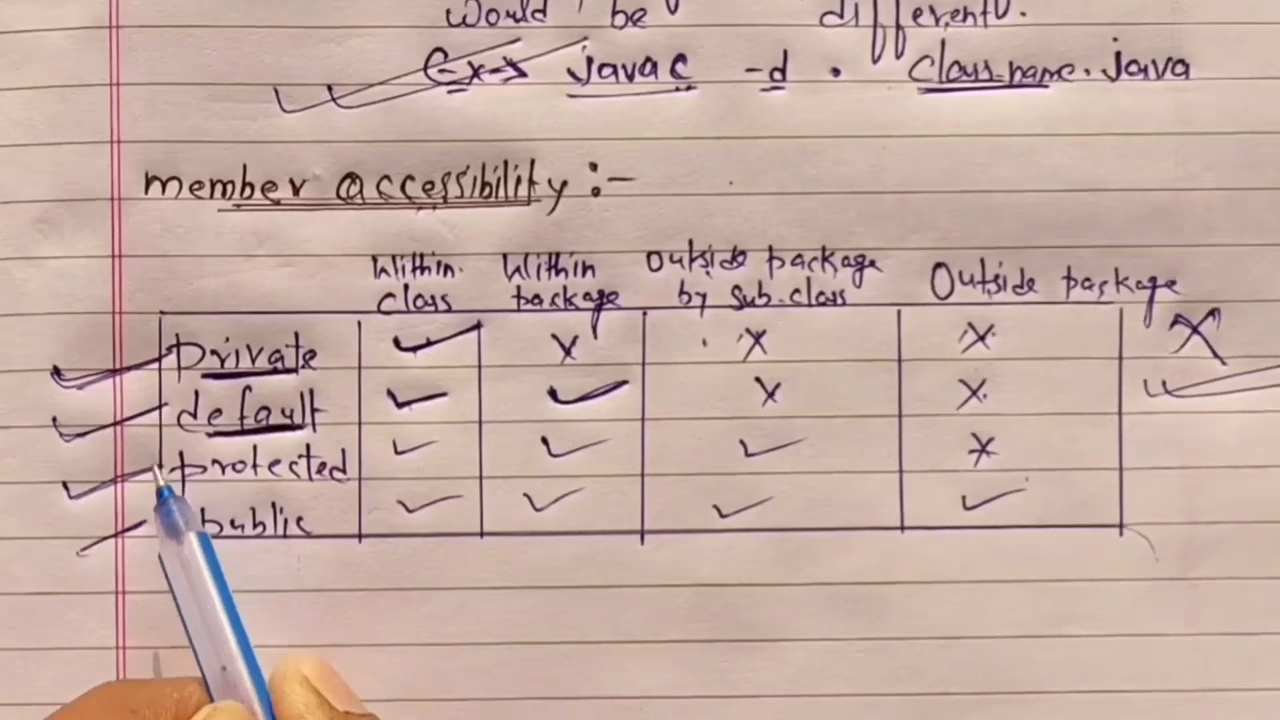 would be different.
Ex→ javac -d . Class-name.java
member accessibility :-
Within class Within package Outside package by Sub-class Outside package
private ✓ x x x
default ✓ ✓ x x
protected ✓ ✓ ✓ x
public ✓ ✓ ✓ ✓